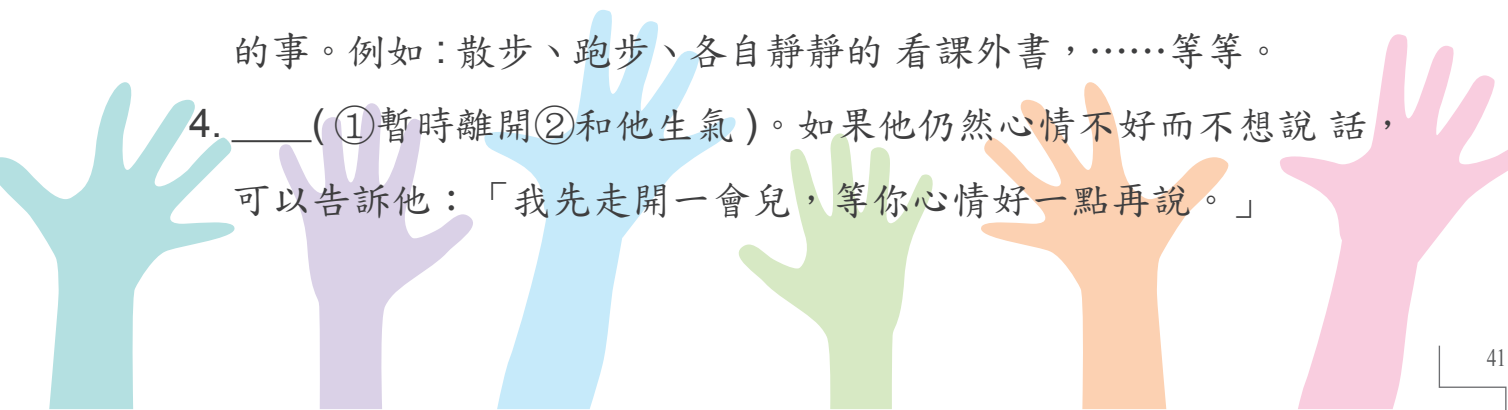 的事。例如:散步、跑步、各自靜靜的 看課外書，……等等。
4. ____(①暫時離開②和他生氣)。如果他仍然心情不好而不想說 話，
可以告訴他：「我先走開一會兒，等你心情好一點再說。」
41